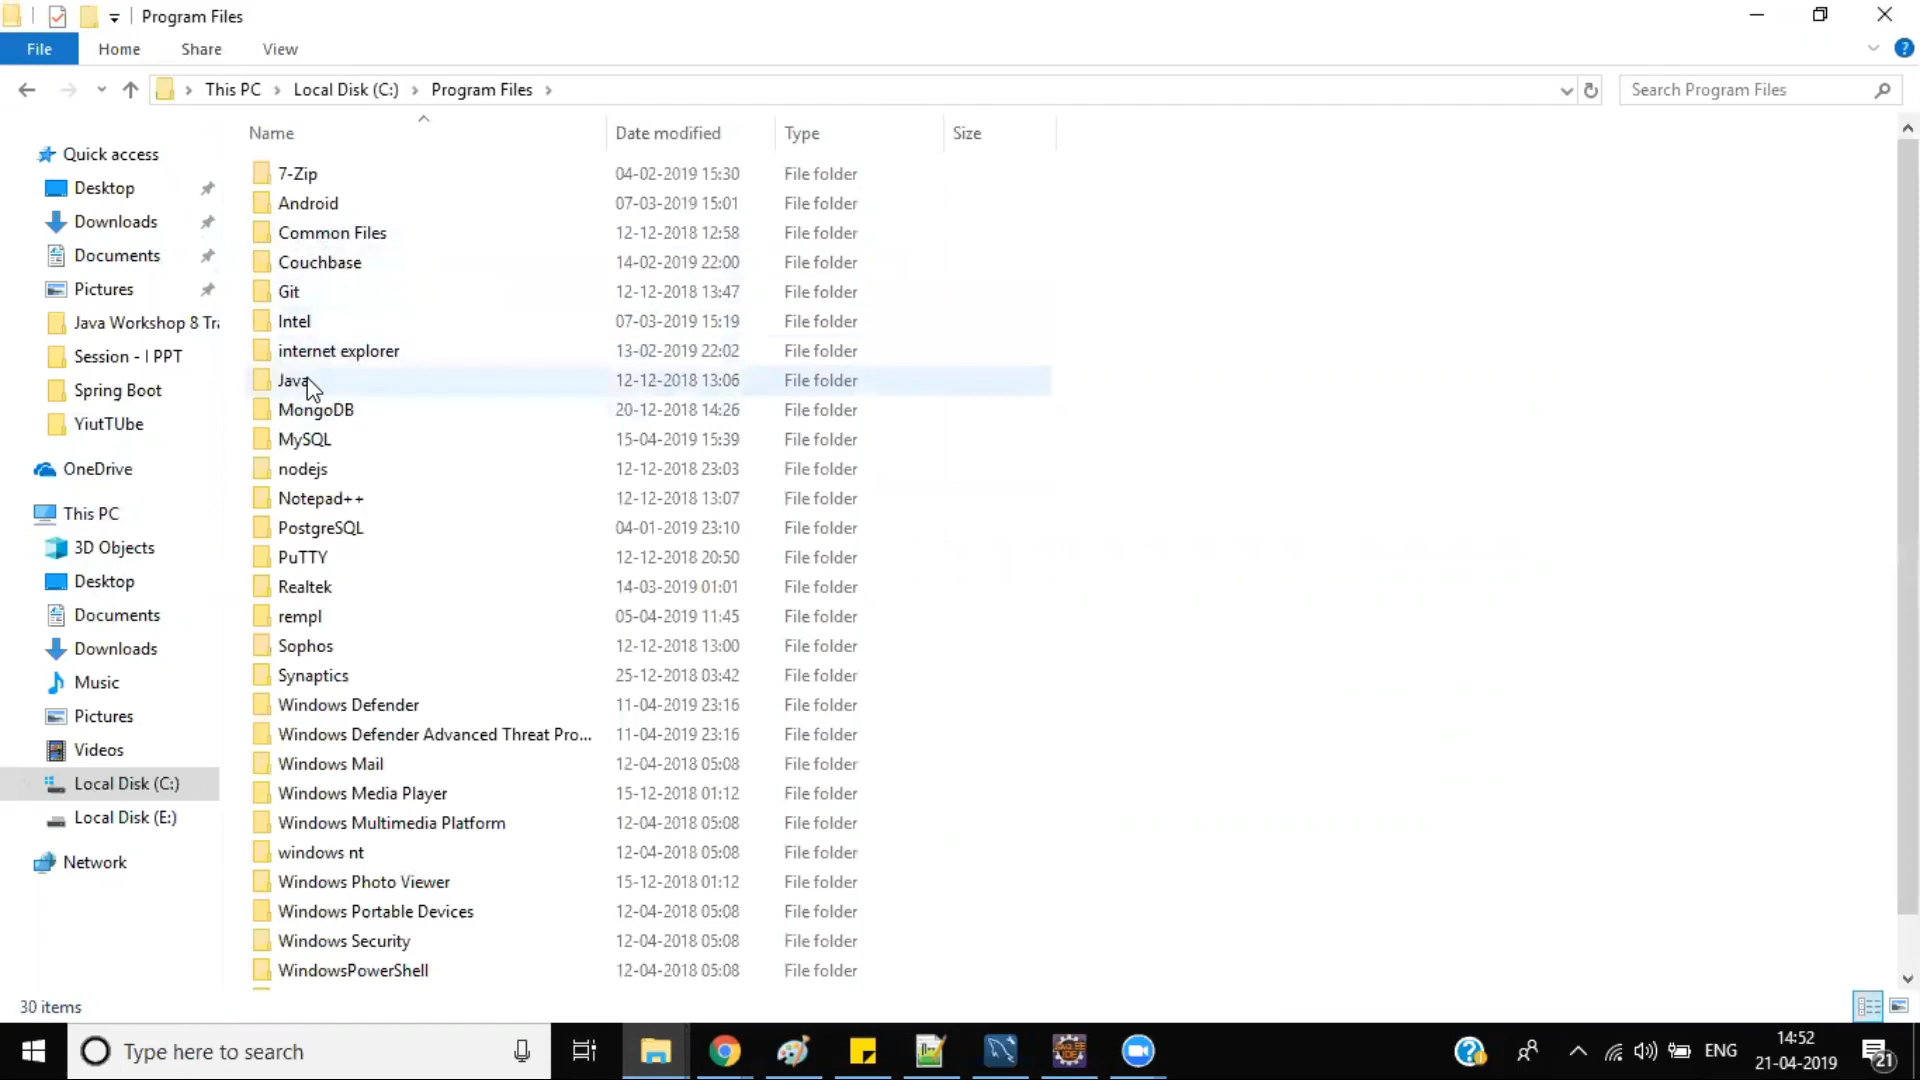 Program Files
File Home Share View
This PC Local Disk (C:) Program Files
Search Program Files
Name Date modified Type Size
Quick access
Desktop
Downloads
Documents
Pictures
Java Workshop 8 Tr
Session - I PPT
Spring Boot
YiutTUbe
OneDrive
This PC
3D Objects
Desktop
Documents
Downloads
Music
Pictures
Videos
Local Disk (C:)
Local Disk (E:)
Network
7-Zip 04-02-2019 15:30 File folder
Android 07-03-2019 15:01 File folder
Common Files 12-12-2018 12:58 File folder
Couchbase 14-02-2019 22:00 File folder
Git 12-12-2018 13:47 File folder
Intel 07-03-2019 15:19 File folder
internet explorer 13-02-2019 22:02 File folder
Java 12-12-2018 13:06 File folder
MongoDB 20-12-2018 14:26 File folder
MySQL 15-04-2019 15:39 File folder
nodejs 12-12-2018 23:03 File folder
Notepad++ 12-12-2018 13:07 File folder
PostgreSQL 04-01-2019 23:10 File folder
PuTTY 12-12-2018 20:50 File folder
Realtek 14-03-2019 01:01 File folder
rempl 05-04-2019 11:45 File folder
Sophos 12-12-2018 13:00 File folder
Synaptics 25-12-2018 03:42 File folder
Windows Defender 11-04-2019 23:16 File folder
Windows Defender Advanced Threat Pro... 11-04-2019 23:16 File folder
Windows Mail 12-04-2018 05:08 File folder
Windows Media Player 15-12-2018 01:12 File folder
Windows Multimedia Platform 12-04-2018 05:08 File folder
windows nt 12-04-2018 05:08 File folder
Windows Photo Viewer 15-12-2018 01:12 File folder
Windows Portable Devices 12-04-2018 05:08 File folder
Windows Security 12-04-2018 05:08 File folder
WindowsPowerShell 12-04-2018 05:08 File folder
30 items
Type here to search
ENG
14:52
21-04-2019
21